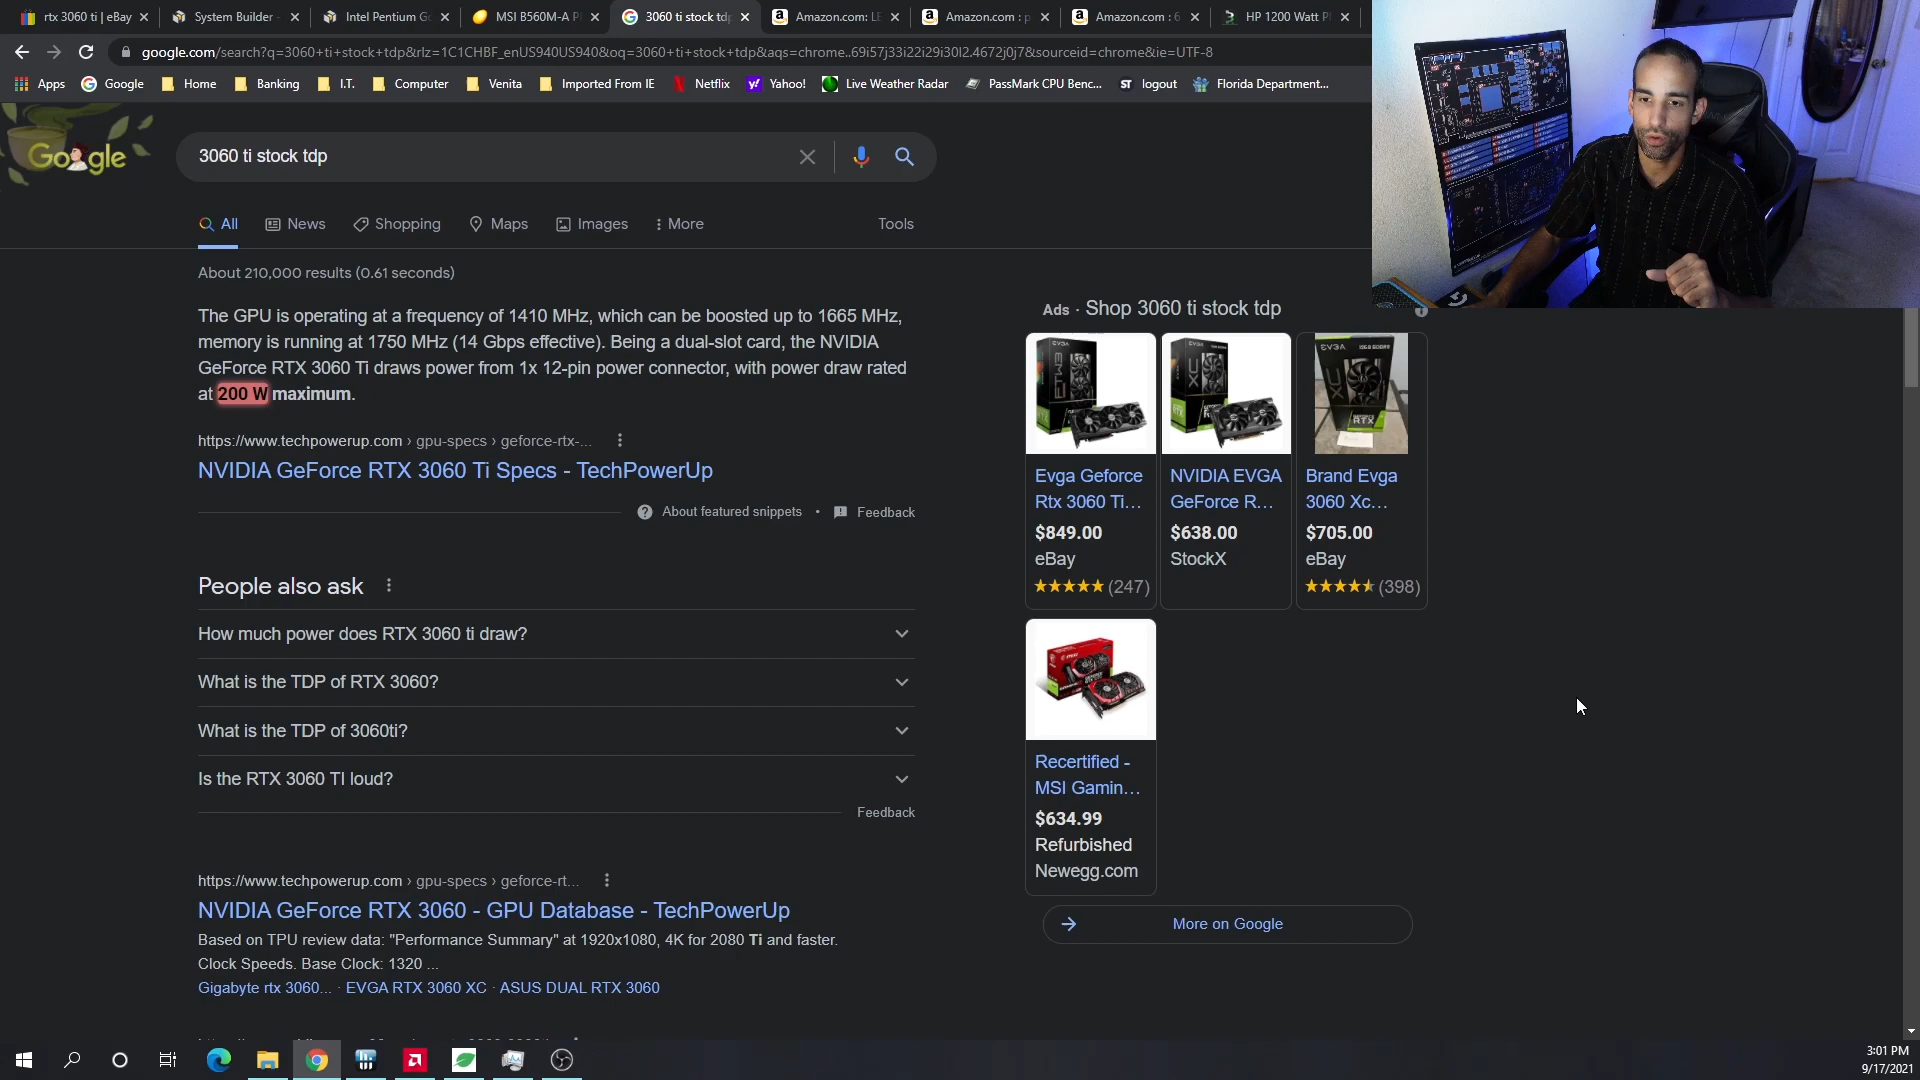 rtx 3060 ti | eBay
System Builder -
Intel Pentium Go
MSI B560M-A P
3060 ti stock tdp
Amazon.com: LE
Amazon.com : p
Amazon.com : 6
HP 1200 Watt P
google.com/search?q=3060+ti+stock+tdp&rlz=1C1CHBF_enUS940US940&oq=3060+ti+stock+tdp&aqs=chrome..69i57j33i22i29i30l2.4672j0j7&sourceid=chrome&ie=UTF-8
Apps
Google
Home
Banking
I.T.
Computer
Venita
Imported From IE
Netflix
Yahoo!
Live Weather Radar
PassMark CPU Benc...
ST logout
Florida Department...
Google
3060 ti stock tdp
All
News
Shopping
Maps
Images
More
Tools
About 210,000 results (0.61 seconds)
The GPU is operating at a frequency of 1410 MHz, which can be boosted up to 1665 MHz,
memory is running at 1750 MHz (14 Gbps effective). Being a dual-slot card, the NVIDIA
GeForce RTX 3060 Ti draws power from 1x 12-pin power connector, with power draw rated
at 200 W maximum.
https://www.techpowerup.com › gpu-specs › geforce-rtx-...
NVIDIA GeForce RTX 3060 Ti Specs - TechPowerUp
About featured snippets • Feedback
People also ask
How much power does RTX 3060 ti draw?
What is the TDP of RTX 3060?
What is the TDP of 3060ti?
Is the RTX 3060 TI loud?
Feedback
https://www.techpowerup.com › gpu-specs › geforce-rt...
NVIDIA GeForce RTX 3060 - GPU Database - TechPowerUp
Based on TPU review data: "Performance Summary" at 1920x1080, 4K for 2080 Ti and faster.
Clock Speeds. Base Clock: 1320 ...
Gigabyte rtx 3060... · EVGA RTX 3060 XC · ASUS DUAL RTX 3060
Ads · Shop 3060 ti stock tdp
Evga Geforce
Rtx 3060 Ti...
$849.00
eBay
(247)
NVIDIA EVGA
GeForce R...
$638.00
StockX
Brand Evga
3060 Xc...
$705.00
eBay
(398)
Recertified -
MSI Gamin...
$634.99
Refurbished
Newegg.com
More on Google
3:01 PM
9/17/2021